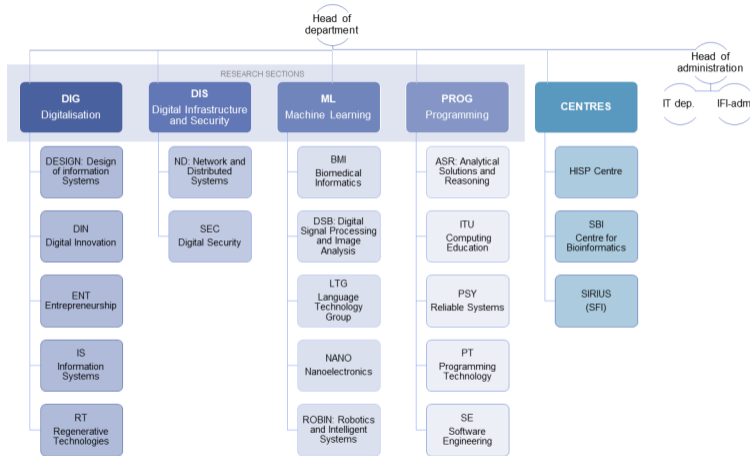 Head of
department
Head of
administration
IT dep.
IFI-adm
RESEARCH SECTIONS
DIG
Digitalisation
DIS
Digital Infrastructure
and Security
ML
Machine Learning
PROG
Programming
CENTRES
DESIGN: Design
of information
Systems
DIN
Digital Innovation
ENT
Entrepreneurship
IS
Information
Systems
RT
Regenerative
Technologies
ND: Network and
Distributed
Systems
SEC
Digital Security
BMI
Biomedical
Informatics
DSB: Digital
Signal Processing
and Image
Analysis
LTG
Language
Technology
Group
NANO
Nanoelectronics
ROBIN: Robotics
and Intelligent
Systems
ASR: Analytical
Solutions and
Reasoning
ITU
Computing
Education
PSY
Reliable Systems
PT
Programming
Technology
SE
Software
Engineering
HISP Centre
SBI
Centre for
Bioinformatics
SIRIUS
(SFI)